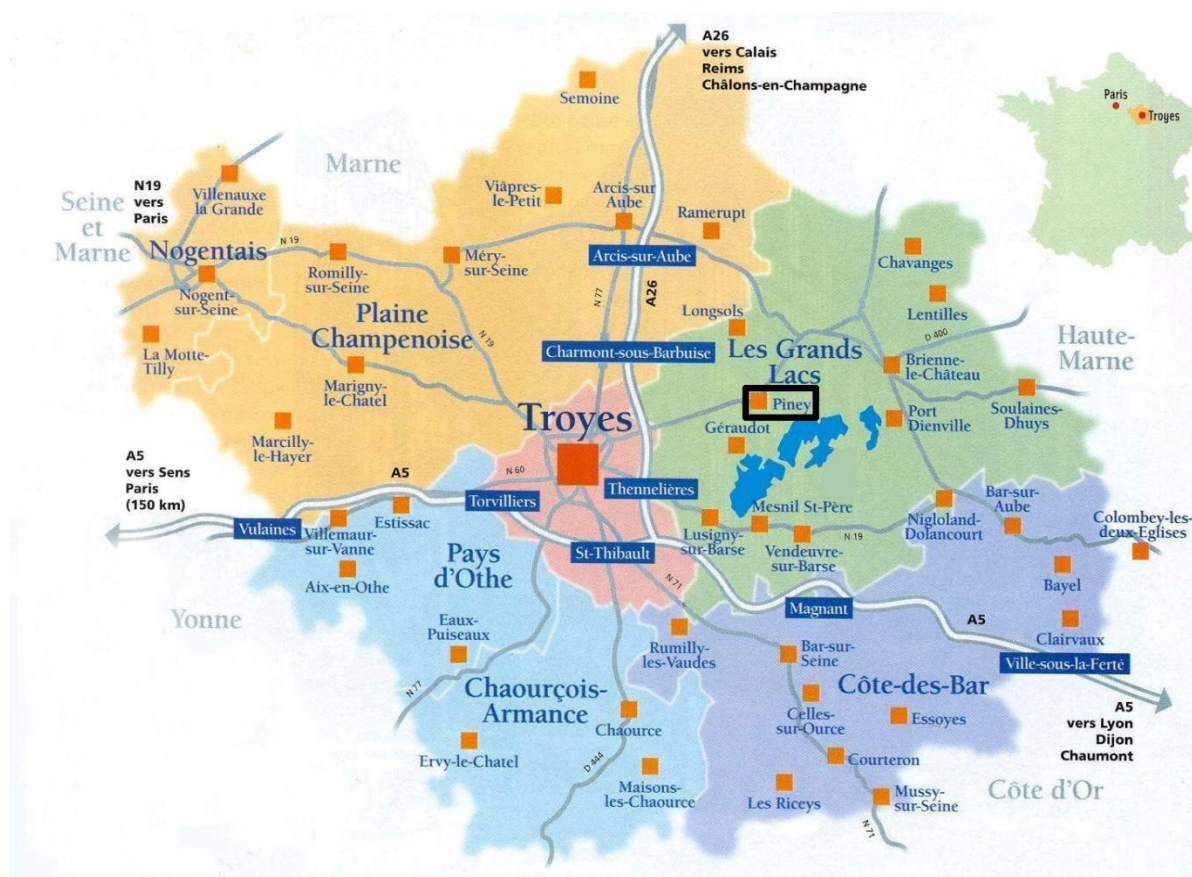 A26
vers Calais
Reims
Châlons-en-Champagne
Semoine
Paris
Troyes
Marne
Villenauxe
la Grande
N19
vers
Paris
Seine
et
Marne
Viâpres-
le-Petit
Arcis-sur
Aube
Ramerupt
Nogentais
N 19
Romilly-
sur-Seine
Méry-
sur-Seine
Arcis-sur-Aube
Chavanges
Nogent-
sur-Seine
N 77
A26
Lentilles
Plaine
Champenoise
N 19
Longsols
D 400
Haute-
Marne
La Motte-
Tilly
Charmont-sous-Barbuise
Les Grands
Lacs
Brienne-
le-Château
Marigny-
le-Chatel
Piney
Soulaines-
Dhuys
Troyes
Géraudot
Port
Dienville
Marcilly-
le-Hayer
A5
vers Sens
Paris
(150 km)
A5
N 60
Thennelières
Torvilliers
Mesnil St-Père
Bar-sur-
Aube
Vulaines
Estissac
Villemaur-
sur-Vanne
Lusigny-
sur-Barse
Vendeuvre-
sur-Barse
N 19
Nigloland-
Dolancourt
Colombey-les-
deux-Eglises
Pays
d'Othe
St-Thibault
Aix-en-Othe
N 71
Bayel
Magnant
Yonne
Eaux-
Puiseaux
Rumilly-
les-Vaudes
Bar-sur-
Seine
A5
Clairvaux
Ville-sous-la-Ferté
N 77
Chaourçois-
Armance
Côte-des-Bar
Chaource
Celles-
sur-Ource
Essoyes
A5
vers Lyon
Dijon
Chaumont
Ervy-le-Chatel
D 444
Maisons-
les-Chaource
Courteron
Les Riceys
Mussy-
sur-Seine
Côte d'Or
N 71